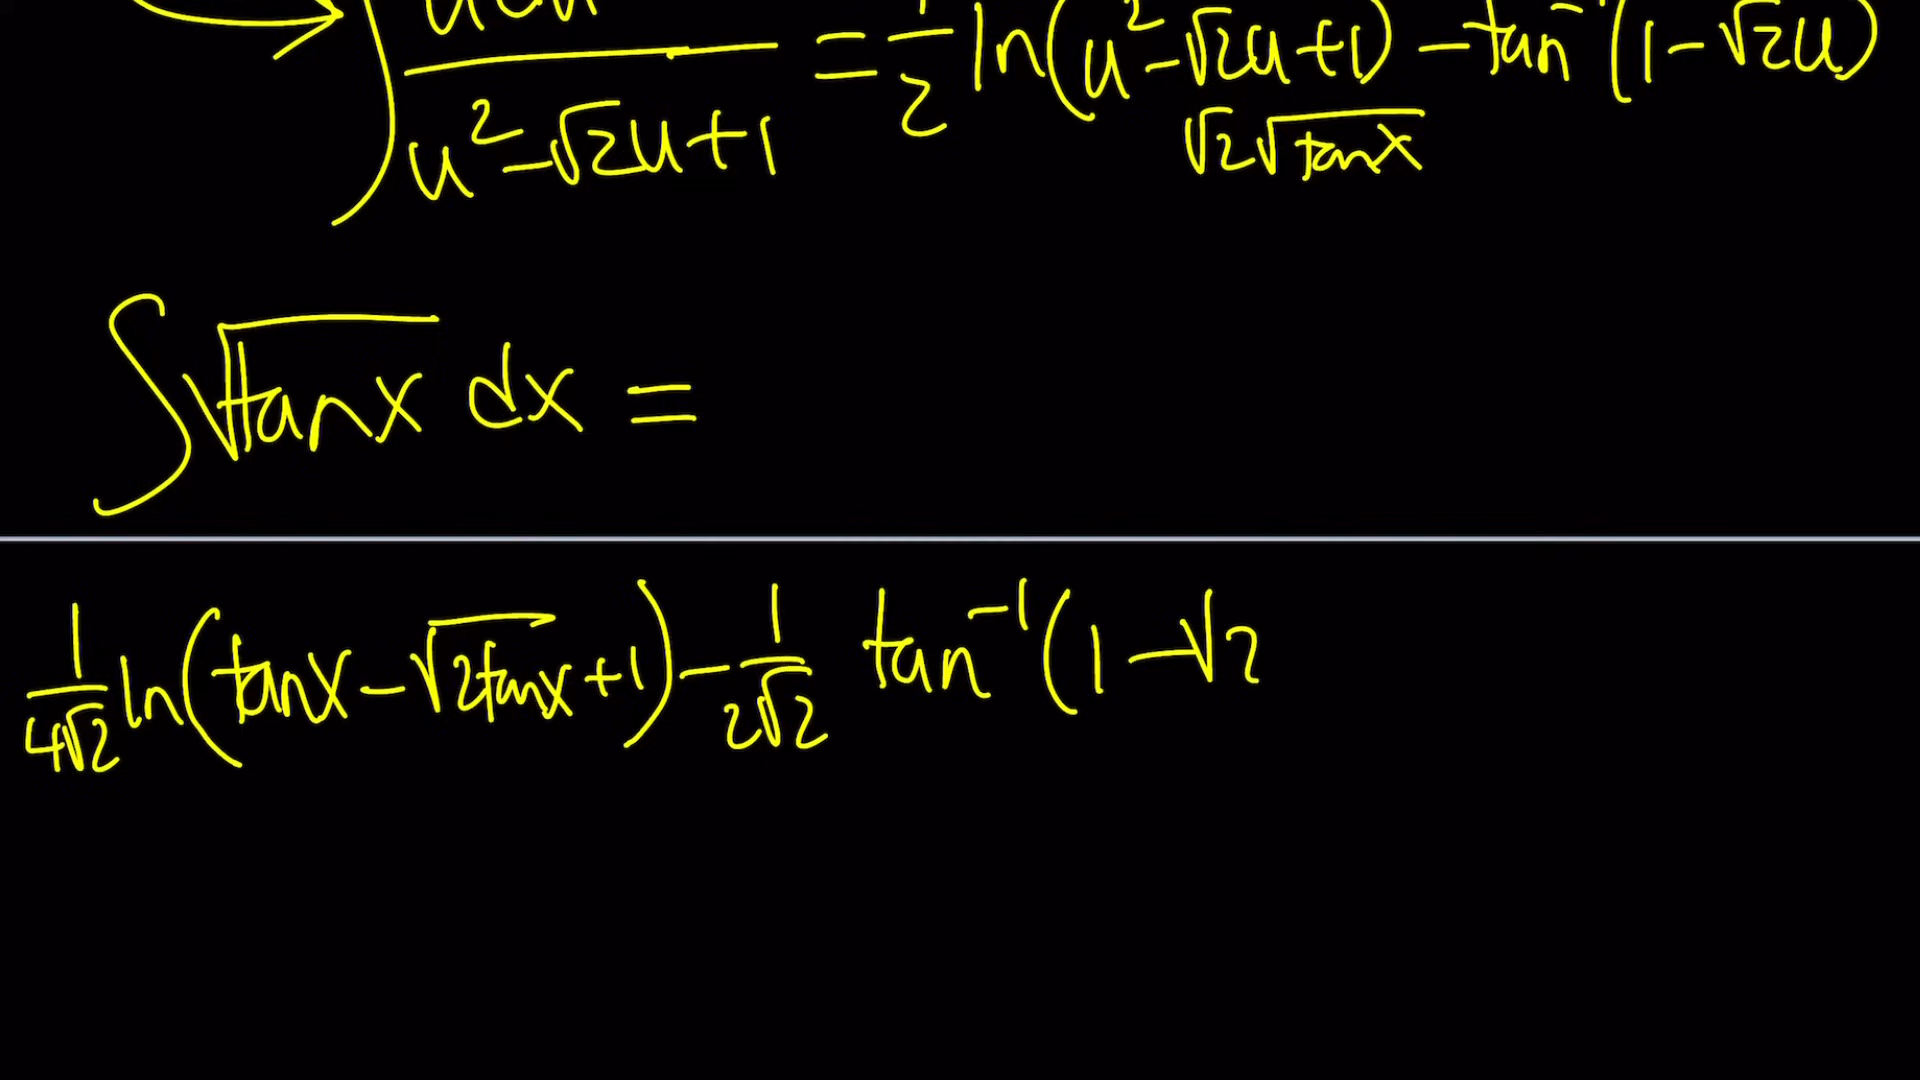 ∫ u du / (u² - √2u + 1) = 1/2 ln(u² - √2u + 1) - tan⁻¹(1 - √2u)
√2√tanx
∫√tanx dx =
1/(4√2) ln(tanx - √2tanx + 1) - 1/(2√2) tan⁻¹(1 - √2